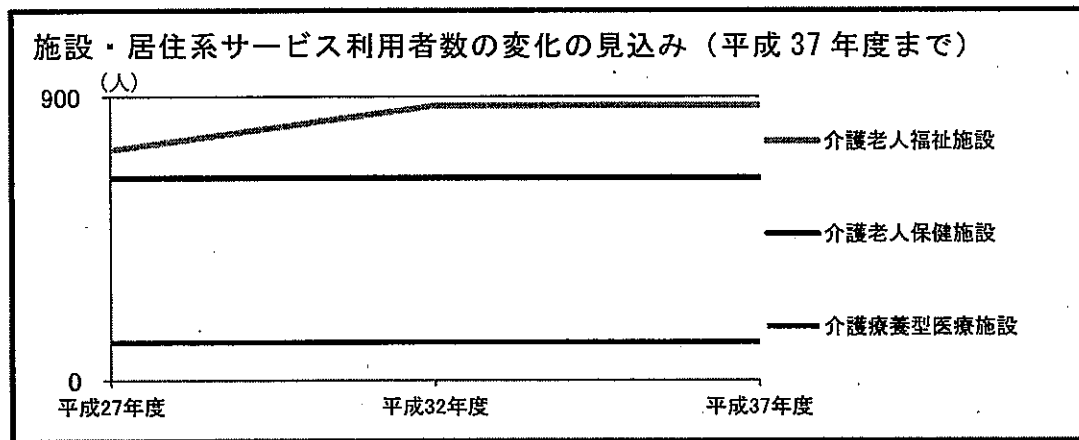 施設・居住系サービス利用者数の変化の見込み（平成 37 年度まで）
(人)
900
介護老人福祉施設
介護老人保健施設
介護療養型医療施設
0
平成27年度 平成32年度 平成37年度